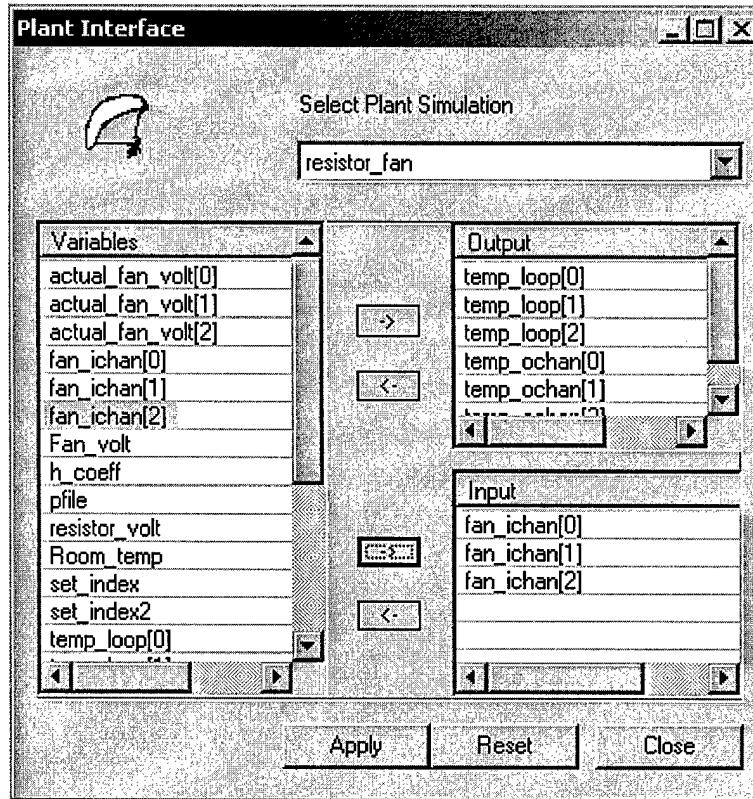 Plant Interface
Select Plant Simulation
resistor_fan
Variables
actual_fan_volt[0]
actual_fan_volt[1]
actual_fan_volt[2]
fan_ichan[0]
fan_ichan[1]
fan_ichan[2]
Fan_volt
h_coeff
pfile
resistor_volt
Room_temp
set_index
set_index2
temp_loop[0]
->
<-
Output
temp_loop[0]
temp_loop[1]
temp_loop[2]
temp_ochan[0]
temp_ochan[1]
->
<-
Input
fan_ichan[0]
fan_ichan[1]
fan_ichan[2]
Apply
Reset
Close